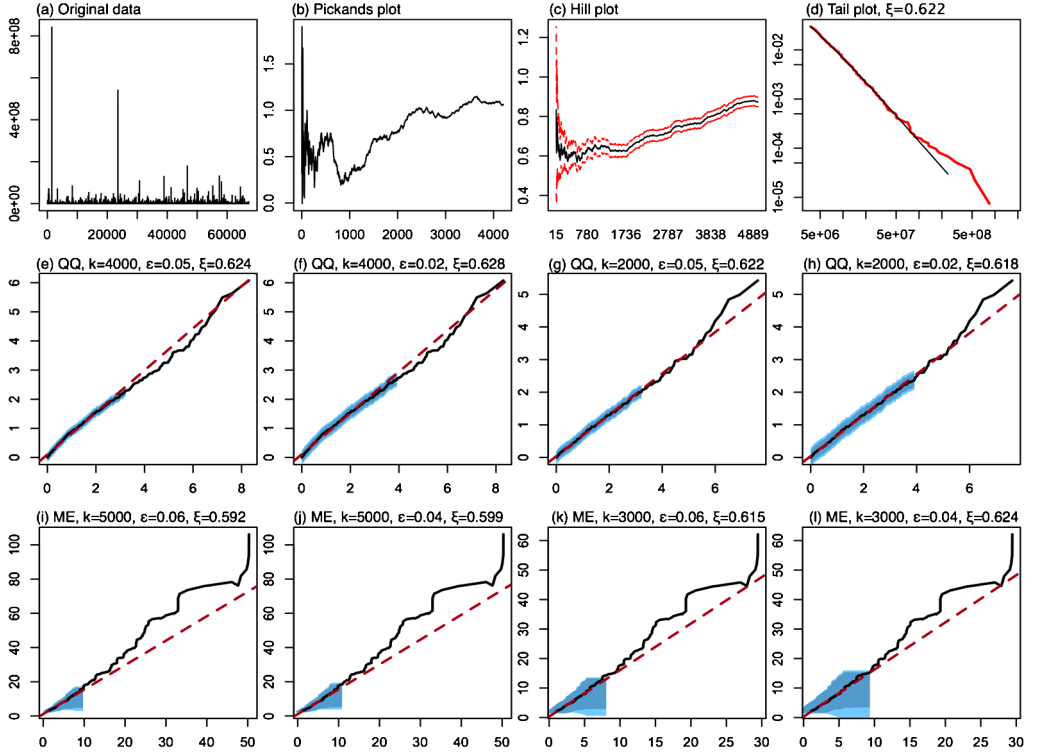 (a) Original data
(b) Pickands plot
(c) Hill plot
(d) Tail plot, ξ=0.622
0e+00 4e+08 8e+08
0 20000 40000 60000
0.0 0.5 1.0 1.5
0 1000 2000 3000 4000
0.4 0.6 0.8 1.0 1.2
15 780 1736 2787 3838 4889
1e-05 1e-04 1e-03 1e-02
5e+06 5e+07 5e+08
(e) QQ, k=4000, ε=0.05, ξ=0.624
(f) QQ, k=4000, ε=0.02, ξ=0.628
(g) QQ, k=2000, ε=0.05, ξ=0.622
(h) QQ, k=2000, ε=0.02, ξ=0.618
0 1 2 3 4 5 6
0 2 4 6 8
0 1 2 3 4 5 6
0 2 4 6 8
0 1 2 3 4 5
0 2 4 6
0 1 2 3 4 5
0 2 4 6
(i) ME, k=5000, ε=0.06, ξ=0.592
(j) ME, k=5000, ε=0.04, ξ=0.599
(k) ME, k=3000, ε=0.06, ξ=0.615
(l) ME, k=3000, ε=0.04, ξ=0.624
0 20 40 60 80 100
0 10 20 30 40 50
0 20 40 60 80 100
0 10 20 30 40 50
0 10 20 30 40 50 60
0 5 10 15 20 25 30
0 10 20 30 40 50 60
0 5 10 15 20 25 30